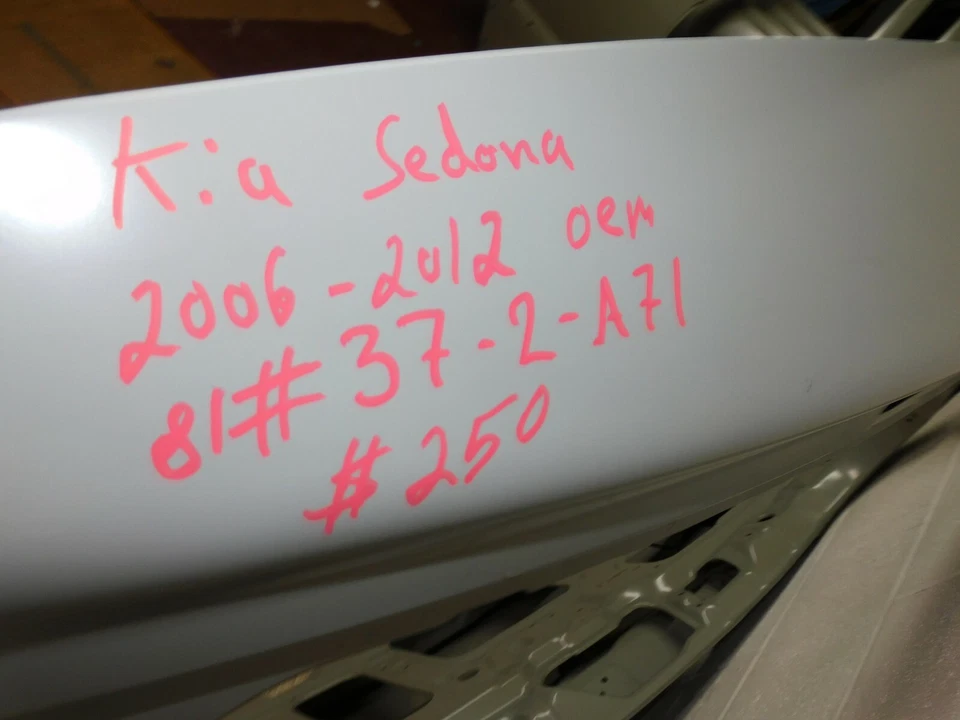 Kia Sedona
2006-2012 oem
81# 37-2-A71
#250